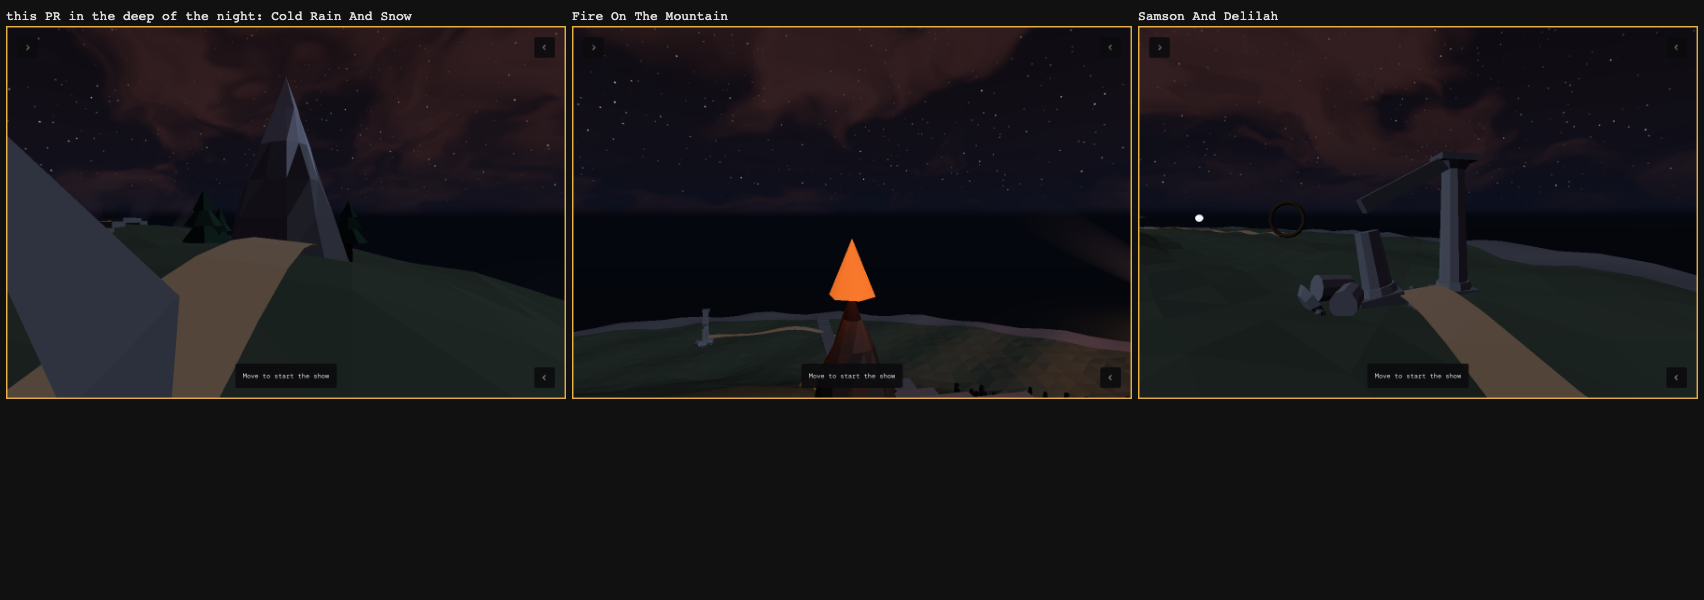 this PR in the deep of the night: Cold Rain And Snow
Fire On The Mountain
Samson And Delilah
Move to start the show
Move to start the show
Move to start the show